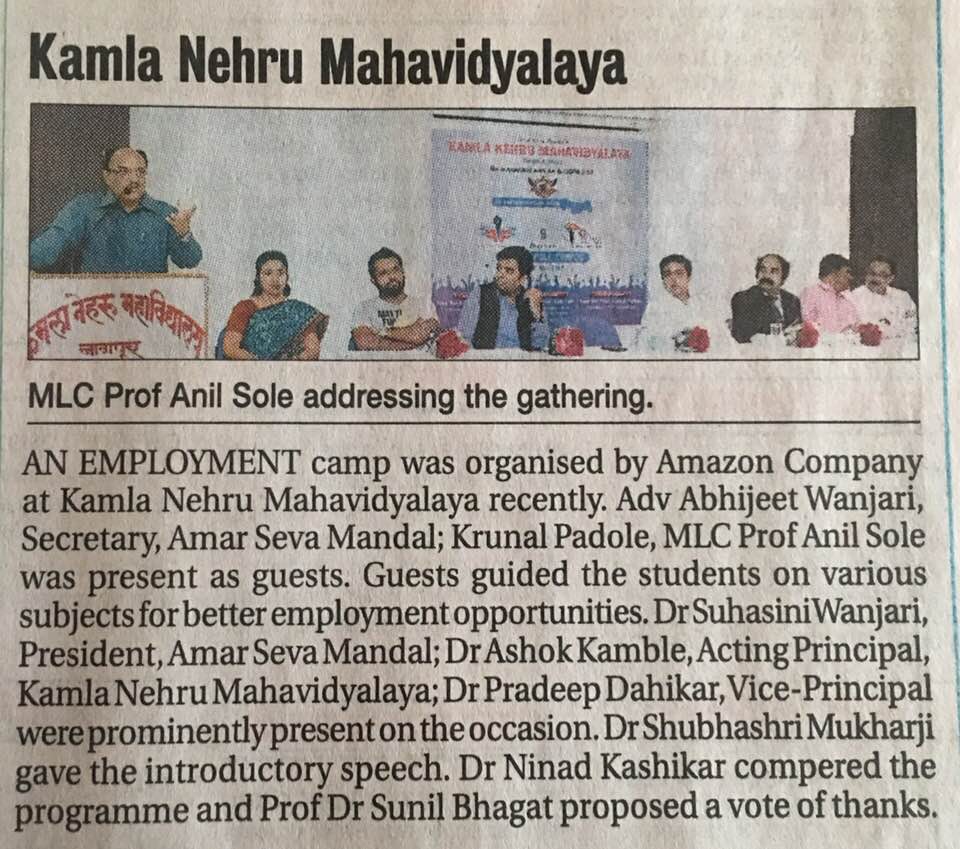 Kamla Nehru Mahavidyalaya
KAMLA NEHRU MAHAVIDYALAYA
मला नेहरू महाविद्यालय
नागपूर
MLC Prof Anil Sole addressing the gathering.
AN EMPLOYMENT camp was organised by Amazon Company
at Kamla Nehru Mahavidyalaya recently. Adv Abhijeet Wanjari,
Secretary, Amar Seva Mandal; Krunal Padole, MLC Prof Anil Sole
was present as guests. Guests guided the students on various
subjects for better employment opportunities. Dr Suhasini Wanjari,
President, Amar Seva Mandal; Dr Ashok Kamble, Acting Principal,
Kamla Nehru Mahavidyalaya; Dr Pradeep Dahikar, Vice-Principal
were prominently present on the occasion. Dr Shubhashri Mukharji
gave the introductory speech. Dr Ninad Kashikar compered the
programme and Prof Dr Sunil Bhagat proposed a vote of thanks.